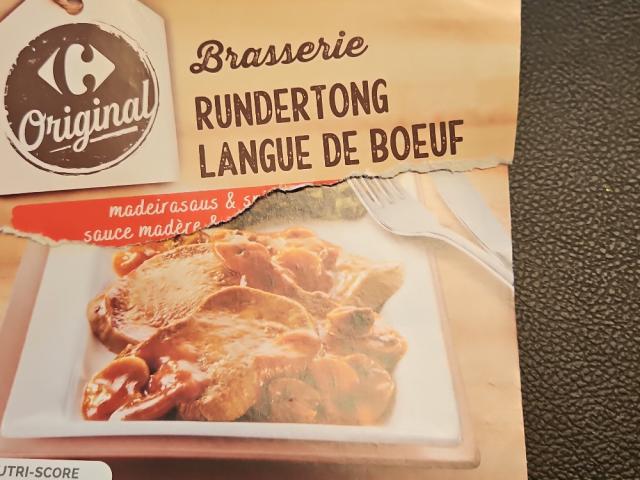 Original
Brasserie
RUNDERTONG
LANGUE DE BOEUF
madeirasaus &
sauce madère &
UTRI-SCORE